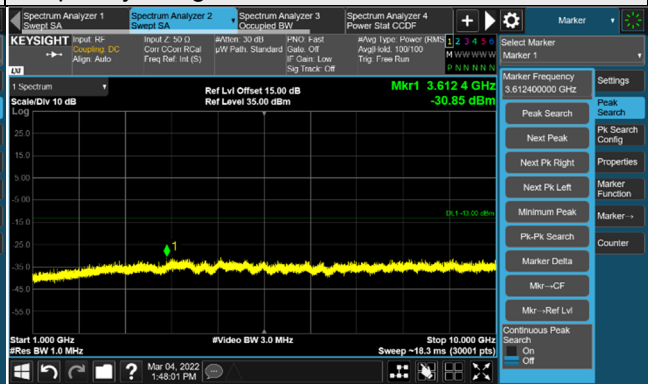 Spectrum Analyzer 1
Swept SA
Spectrum Analyzer 2
Swept SA
Spectrum Analyzer 3
Occupied BW
Spectrum Analyzer 4
Power Stat CCDF
Marker
KEYSIGHT
Input: RF
Coupling: DC
Align: Auto
Input Z: 50 Ω
Corr CCorr RCal
Freq Ref: Int (S)
#Atten: 30 dB
µW Path: Standard
PNO: Fast
Gate: Off
IF Gain: Low
Sig Track: Off
#Avg Type: Power (RMS)
Avg|Hold: 100/100
Trig: Free Run
1 2 3 4 5 6
M W W W W W
P N N N N N
LXI
Select Marker
Marker 1
1 Spectrum
Scale/Div 10 dB
Log
Ref Lvl Offset 15.00 dB
Ref Level 35.00 dBm
Mkr1 3.612 4 GHz
-30.85 dBm
25.0
15.0
5.00
-5.00
-15.0
-25.0
-35.0
-45.0
-55.0
DL1 -13.00 dBm
1
Start 1.000 GHz
#Res BW 1.0 MHz
#Video BW 3.0 MHz
Stop 10.000 GHz
Sweep ~18.3 ms (30001 pts)
Marker Frequency
3.612400000 GHz
Peak Search
Next Peak
Next Pk Right
Next Pk Left
Minimum Peak
Pk-Pk Search
Marker Delta
Mkr→CF
Mkr→Ref Lvl
Continuous Peak
Search
On
Off
Settings
Peak
Search
Pk Search
Config
Properties
Marker
Function
Marker→
Counter
Mar 04, 2022
1:48:01 PM